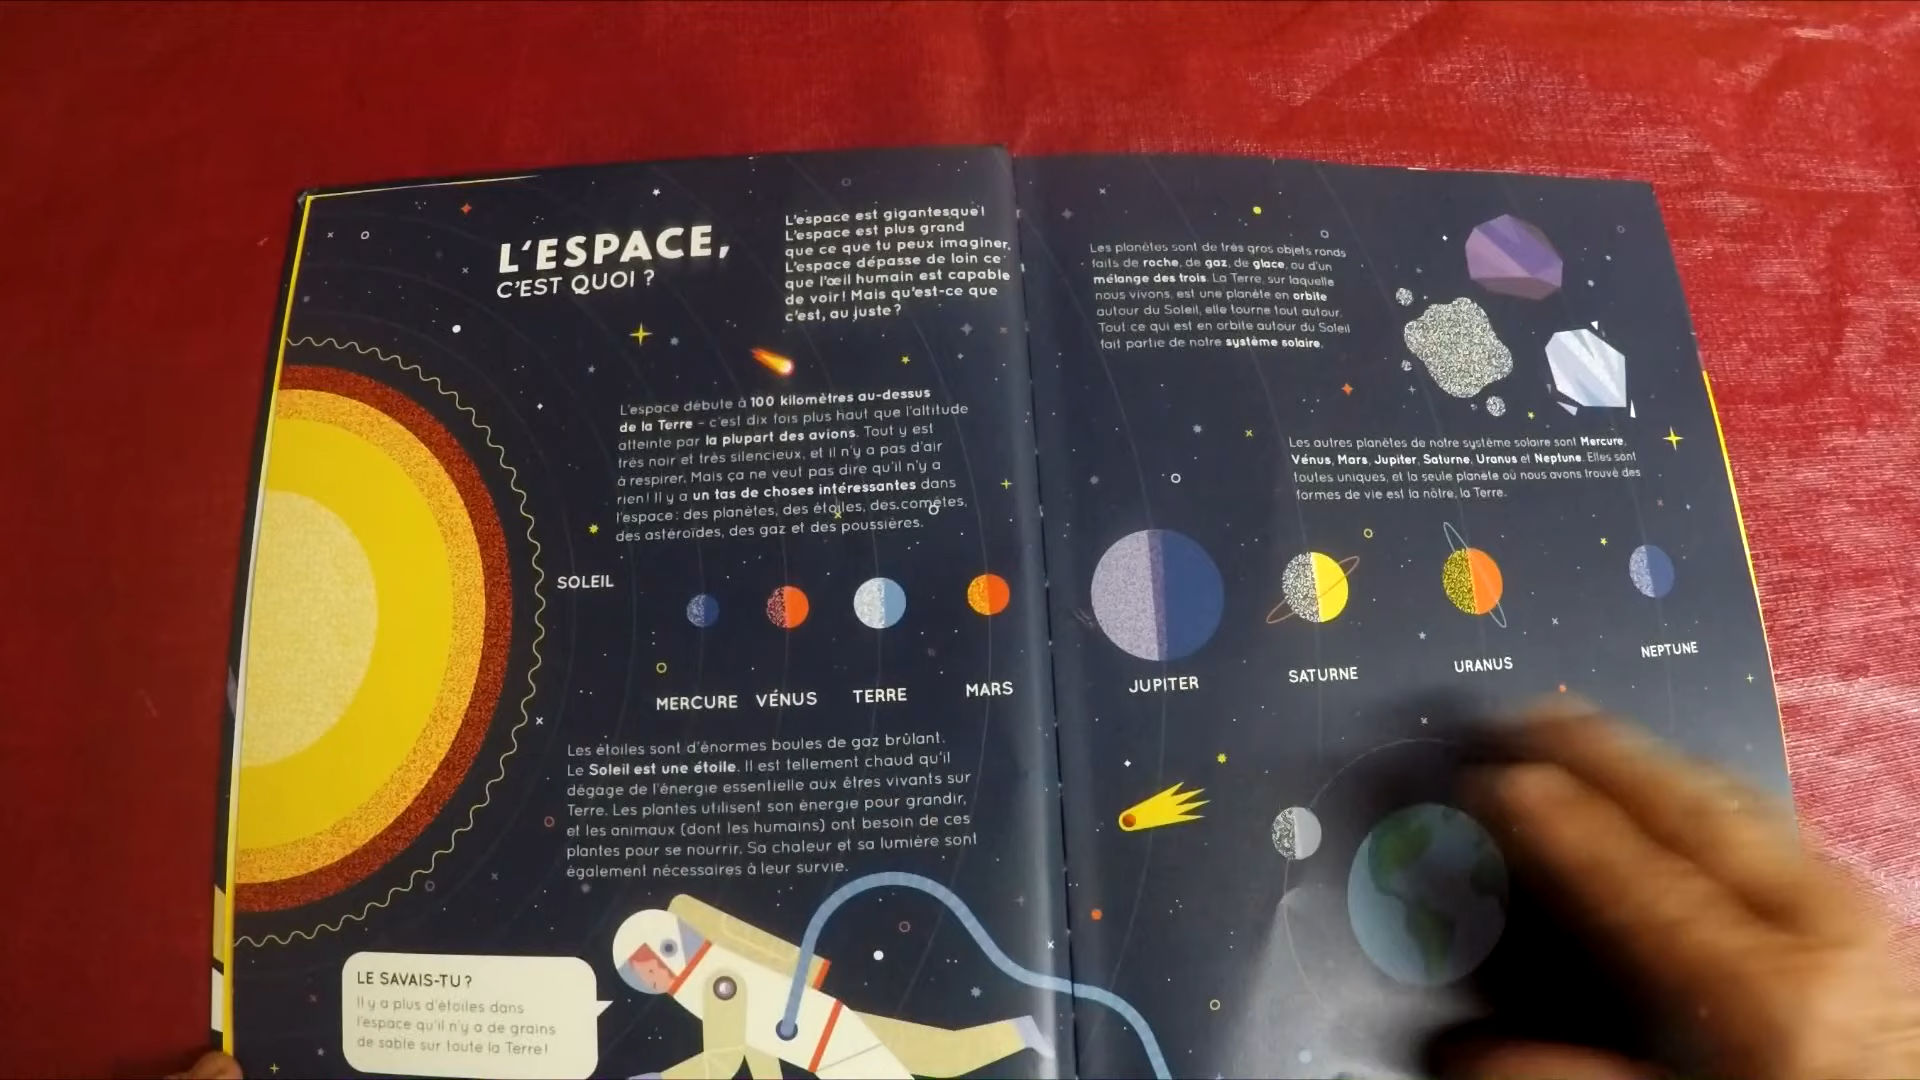 L'ESPACE,
C'EST QUOI ?
L'espace est gigantesque!
L'espace est plus grand
que ce que tu peux imaginer.
L'espace dépasse de loin ce
que l'œil humain est capable
de voir! Mais qu'est-ce que
c'est, au juste?
L'espace débute à 100 kilomètres au-dessus
de la Terre – c'est dix fois plus haut que l'altitude
atteinte par la plupart des avions. Tout y est
très noir et très silencieux, et il n'y a pas d'air
à respirer. Mais ça ne veut pas dire qu'il n'y a
rien! Il y a un tas de choses intéressantes dans
l'espace: des planètes, des étoiles, des comètes,
des astéroïdes, des gaz et des poussières.
SOLEIL
MERCURE
VÉNUS
TERRE
MARS
Les étoiles sont d'énormes boules de gaz brûlant.
Le Soleil est une étoile. Il est tellement chaud qu'il
dégage de l'énergie essentielle aux êtres vivants sur
Terre. Les plantes utilisent son énergie pour grandir,
et les animaux (dont les humains) ont besoin de ces
plantes pour se nourrir. Sa chaleur et sa lumière sont
également nécessaires à leur survie.
LE SAVAIS-TU?
Il y a plus d'étoiles dans
l'espace qu'il n'y a de grains
de sable sur toute la Terre!
Les planètes sont de très gros objets ronds
faits de roche, de gaz, de glace, ou d'un
mélange des trois. La Terre, sur laquelle
nous vivons, est une planète en orbite
autour du Soleil, elle tourne tout autour.
Tout ce qui est en orbite autour du Soleil
fait partie de notre système solaire.
Les autres planètes de notre système solaire sont Mercure,
Vénus, Mars, Jupiter, Saturne, Uranus et Neptune. Elles sont
toutes uniques, et la seule planète où nous avons trouvé des
formes de vie est la nôtre, la Terre.
JUPITER
SATURNE
URANUS
NEPTUNE